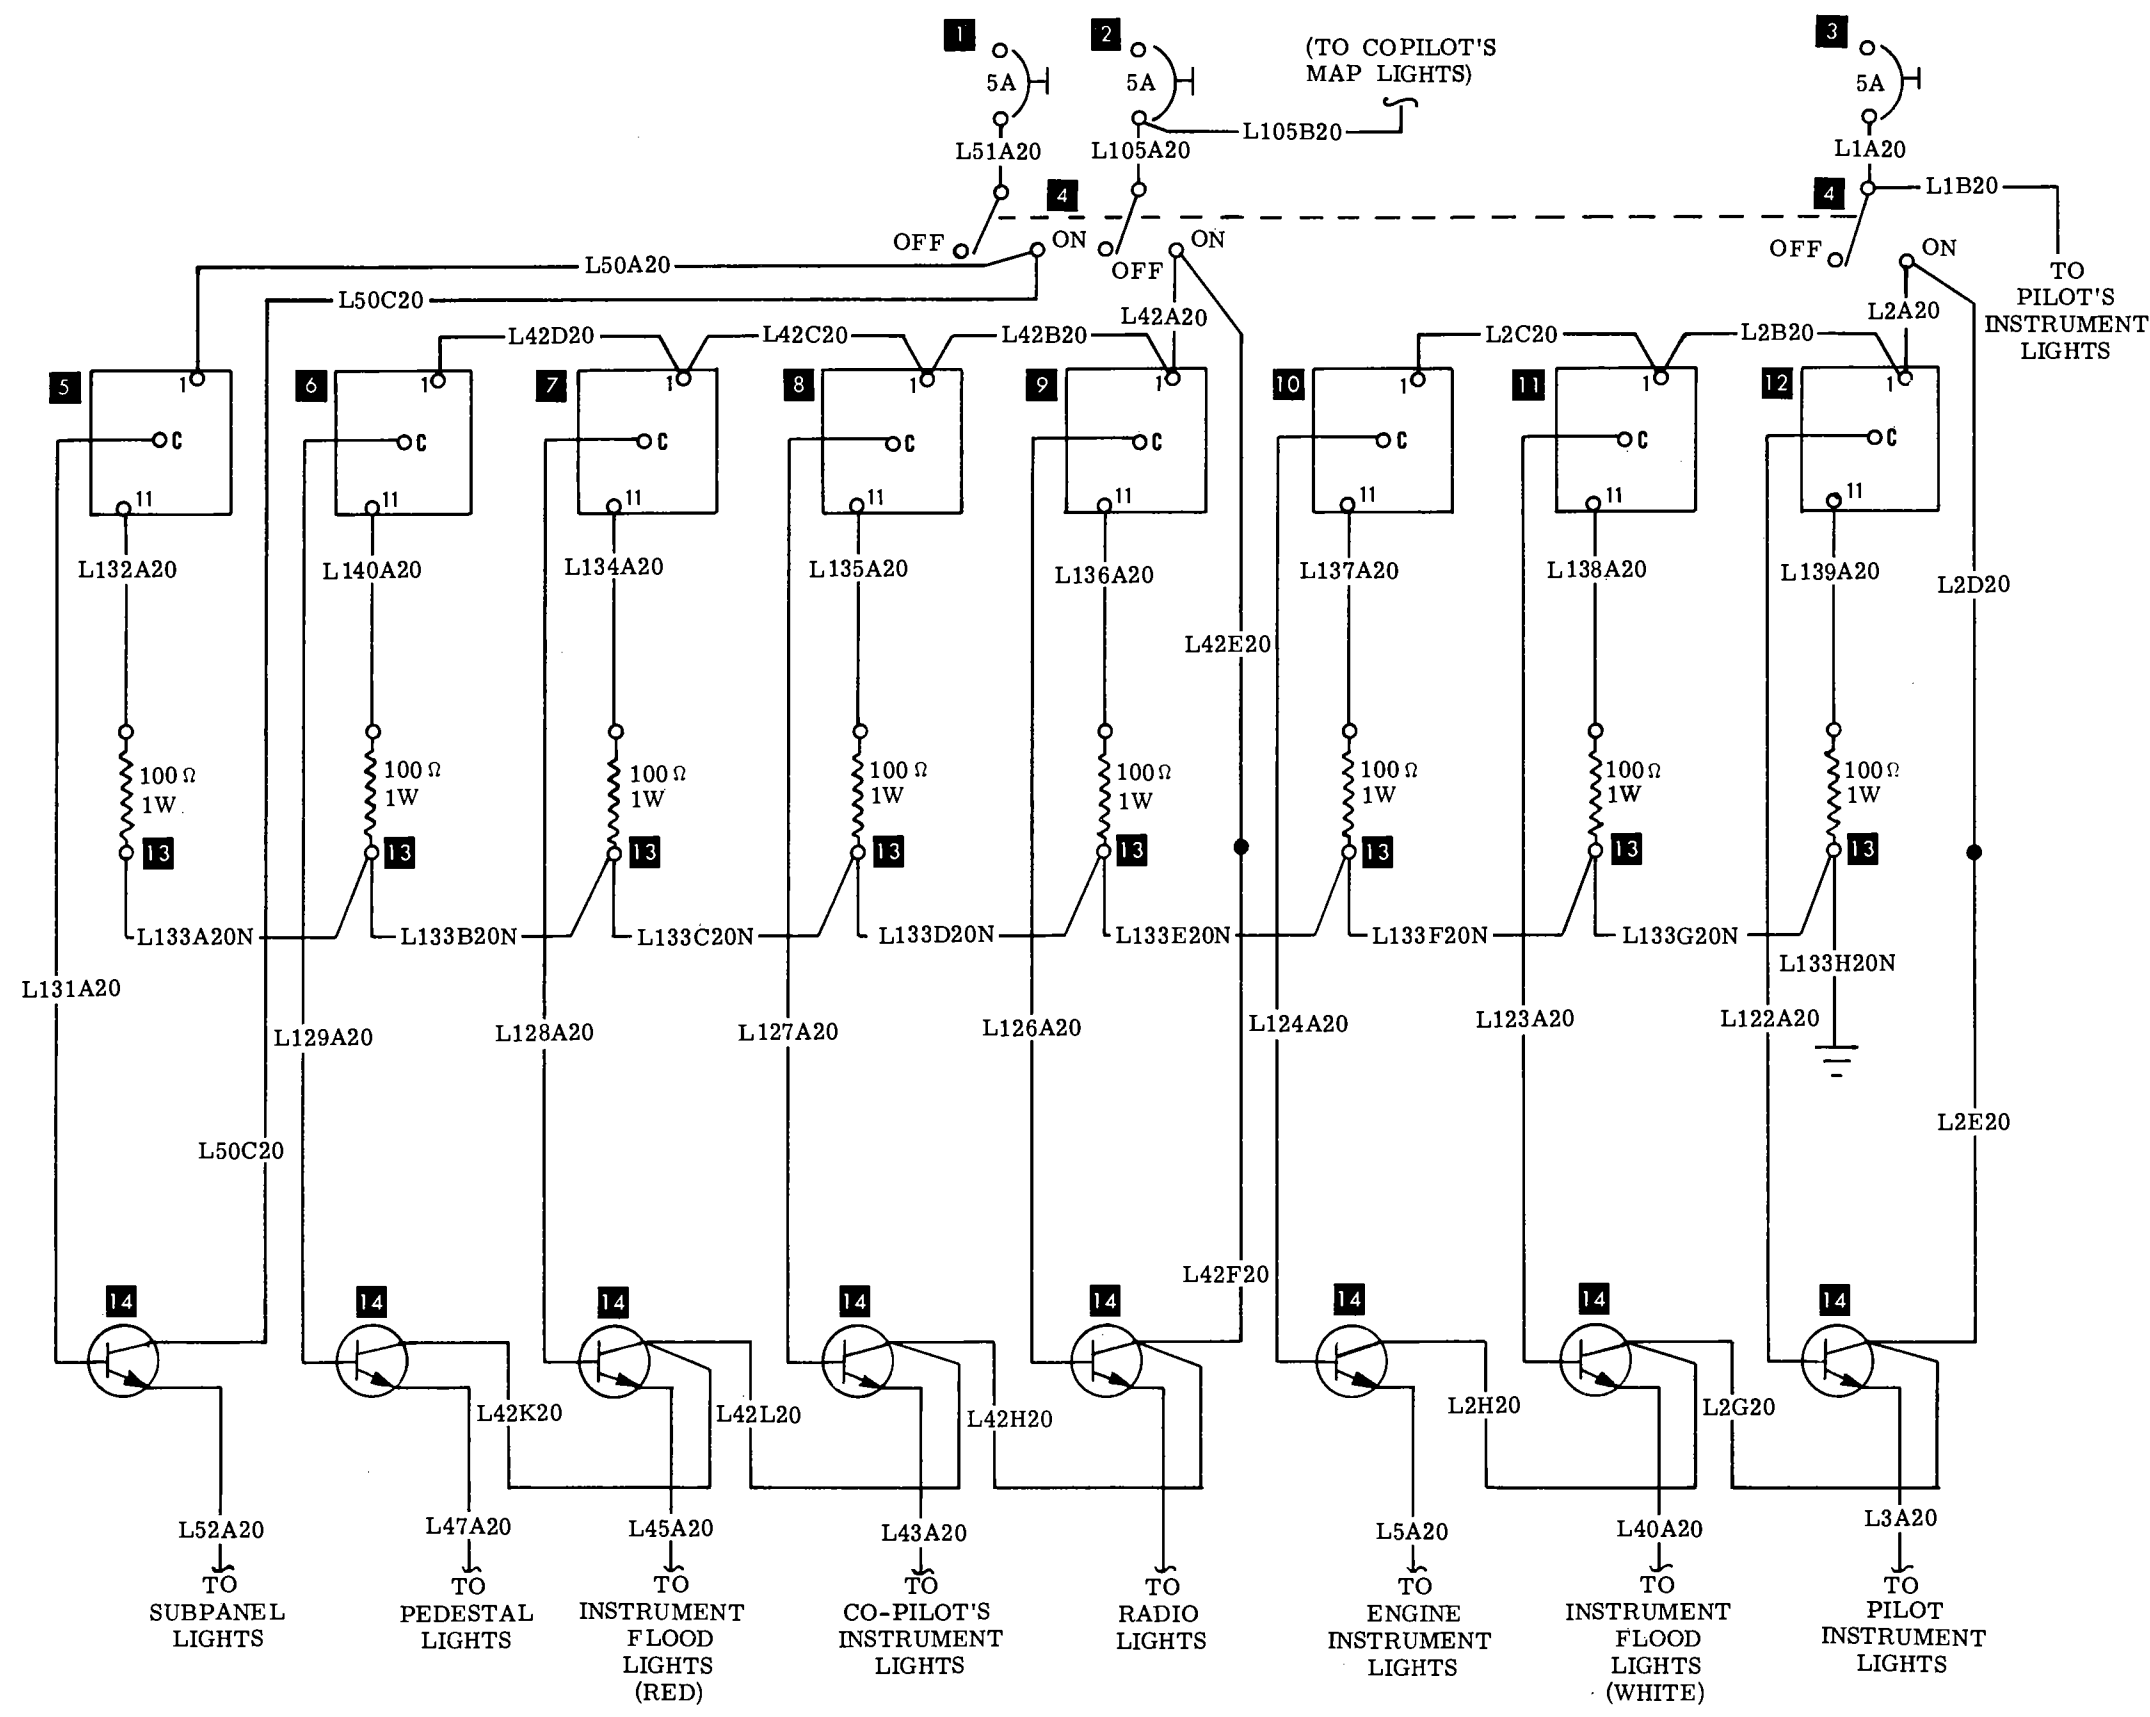 1
2
3
(TO COPILOT'S
MAP LIGHTS)
5A
5A
5A
L105B20
L51A20
L105A20
L1A20
4
4
L1B20
OFF
ON
OFF
ON
OFF
ON
TO
PILOT'S
INSTRUMENT
LIGHTS
L50A20
L50C20
L42D20
L42C20
L42B20
L42A20
L2C20
L2B20
L2A20
5
1
C
11
6
1
C
11
7
1
C
11
8
1
C
11
9
1
C
11
10
1
C
11
11
1
C
11
12
1
C
11
L132A20
L140A20
L134A20
L135A20
L136A20
L137A20
L138A20
L139A20
L2D20
L42E20
100Ω
1W
100Ω
1W
100Ω
1W
100Ω
1W
100Ω
1W
100Ω
1W
100Ω
1W
100Ω
1W
13
13
13
13
13
13
13
13
L133A20N
L133B20N
L133C20N
L133D20N
L133E20N
L133F20N
L133G20N
L133H20N
L131A20
L129A20
L128A20
L127A20
L126A20
L124A20
L123A20
L122A20
L50C20
L2E20
L42F20
14
14
14
14
14
14
14
14
L42K20
L42L20
L42H20
L2H20
L2G20
L52A20
L47A20
L45A20
L43A20
L5A20
L40A20
L3A20
TO
SUBPANEL
LIGHTS
TO
PEDESTAL
LIGHTS
TO
INSTRUMENT
FLOOD
LIGHTS
(RED)
TO
CO-PILOT'S
INSTRUMENT
LIGHTS
TO
RADIO
LIGHTS
TO
ENGINE
INSTRUMENT
LIGHTS
TO
INSTRUMENT
FLOOD
LIGHTS
(WHITE)
TO
PILOT
INSTRUMENT
LIGHTS